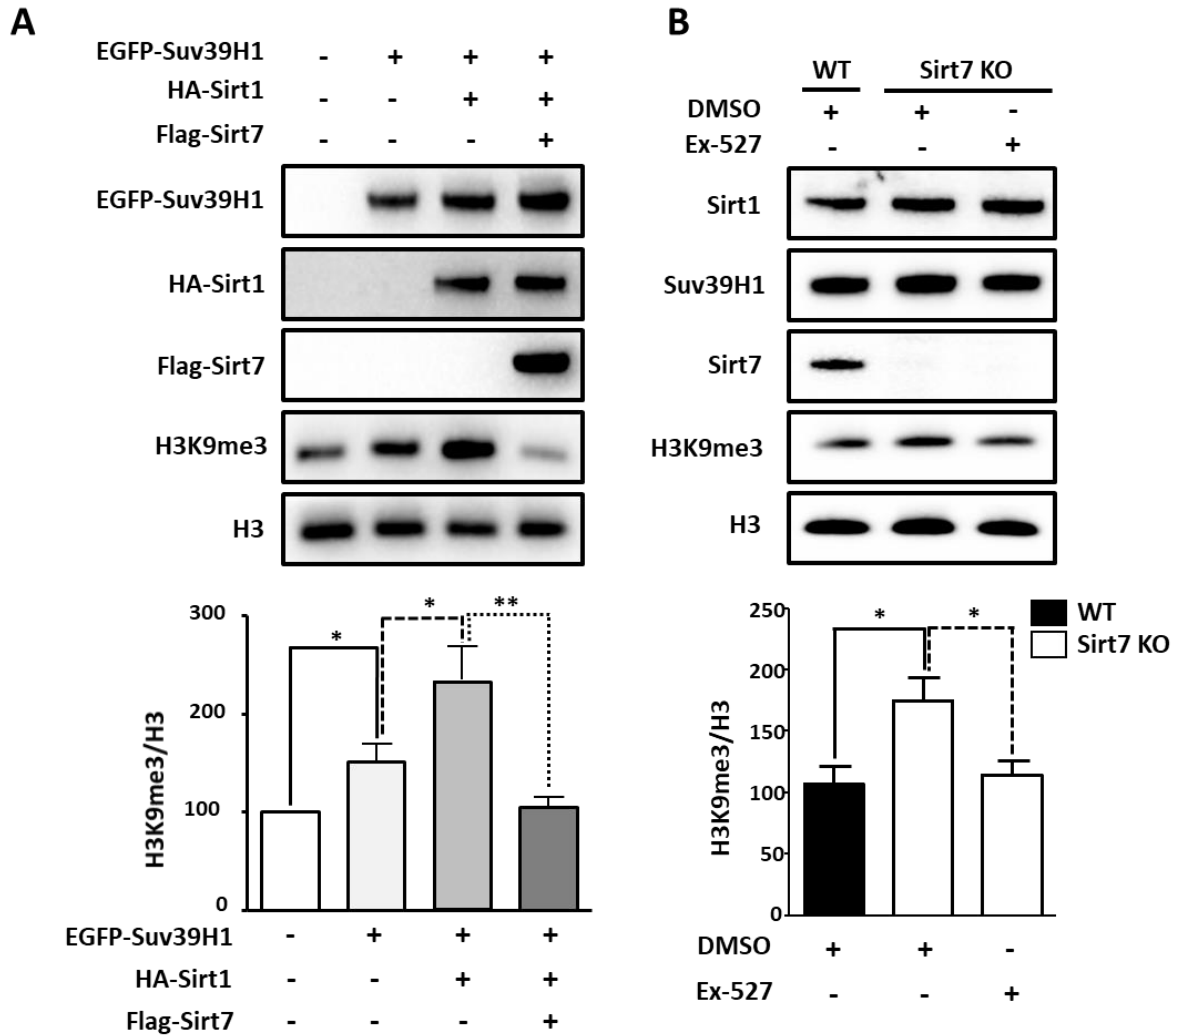 A
EGFP-Suv39H1 - + + +
HA-Sirt1 - - + +
Flag-Sirt7 - - - +
EGFP-Suv39H1
HA-Sirt1
Flag-Sirt7
H3K9me3
H3
300
200
100
0
H3K9me3/H3
* * **
EGFP-Suv39H1 - + + +
HA-Sirt1 - - + +
Flag-Sirt7 - - - +
B
WT Sirt7 KO
DMSO + + -
Ex-527 - - +
Sirt1
Suv39H1
Sirt7
H3K9me3
H3
250
200
150
100
50
0
H3K9me3/H3
* *
WT
Sirt7 KO
DMSO + + -
Ex-527 - - +